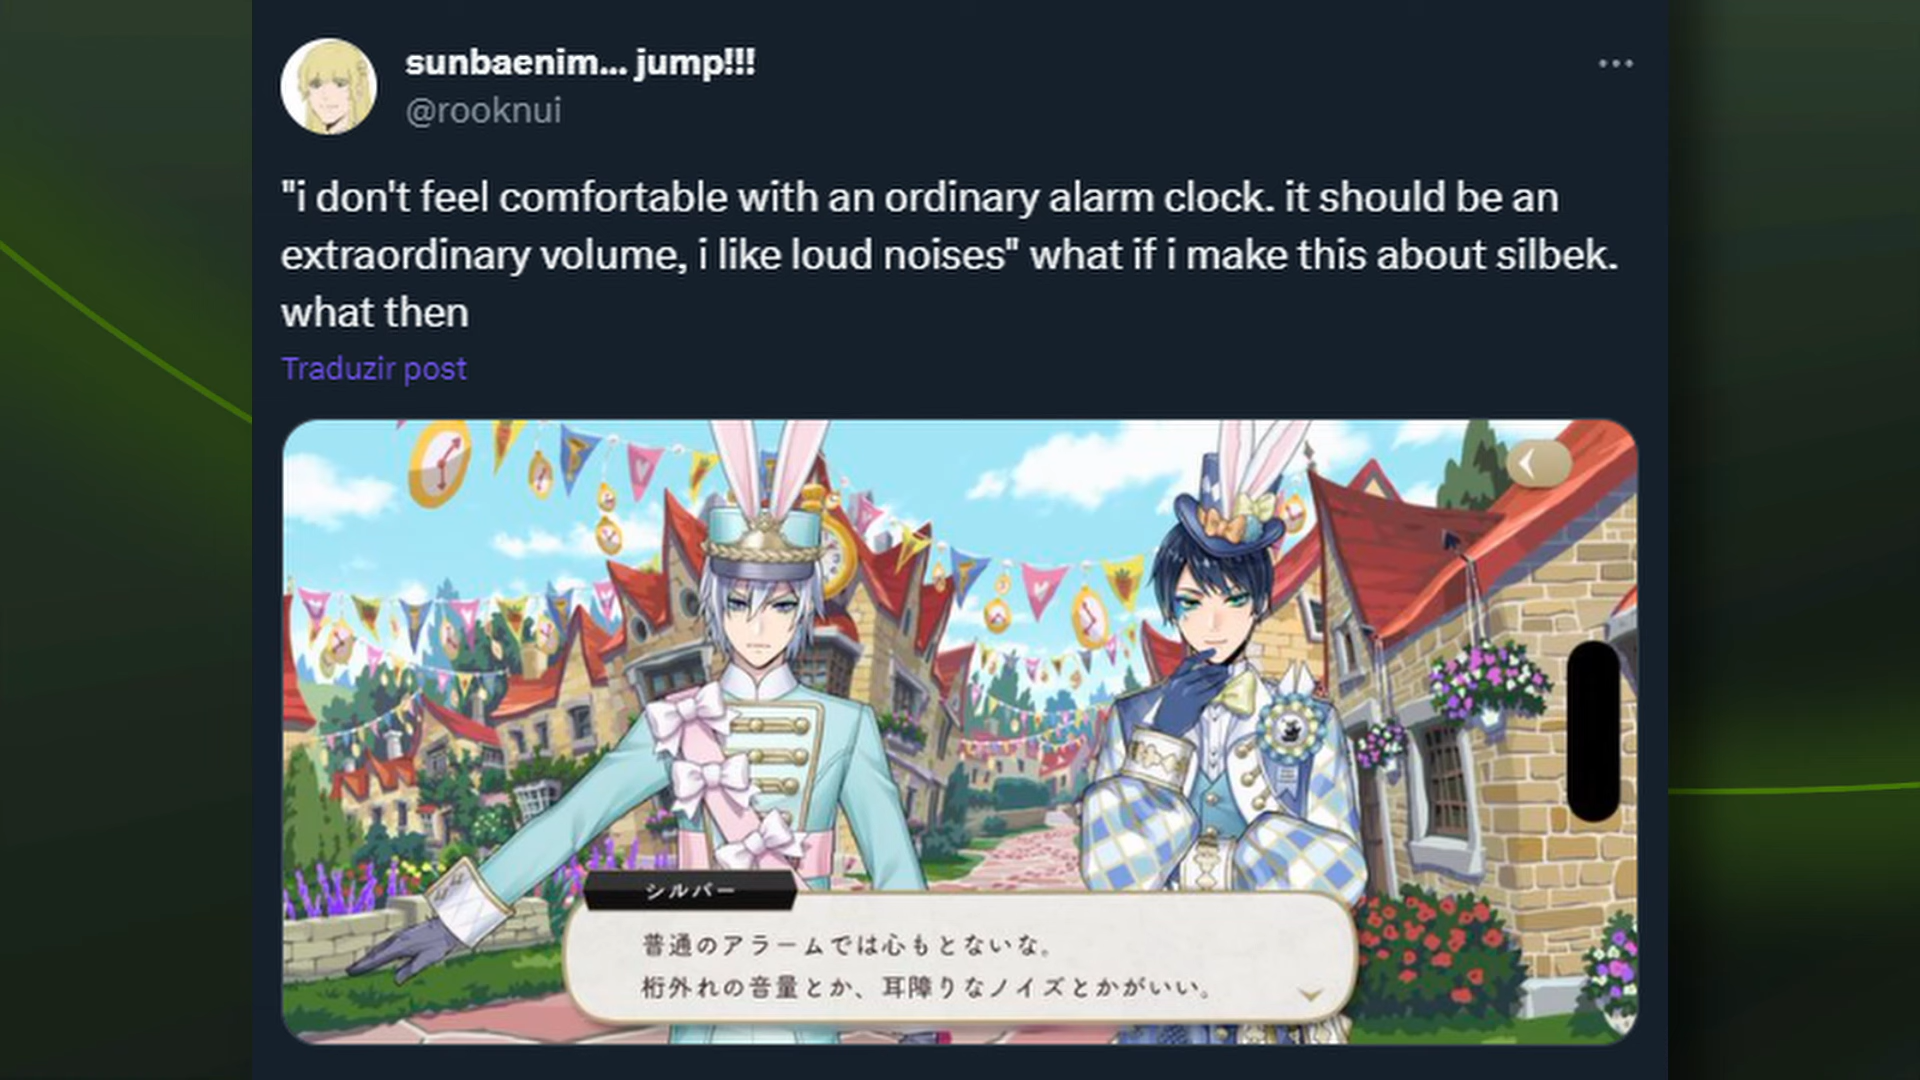 sunbaenim... jump!!!
@rooknui
"i don't feel comfortable with an ordinary alarm clock. it should be an
extraordinary volume, i like loud noises" what if i make this about silbek.
what then
Traduzir post
シルバー
普通のアラームでは心もとないな。
桁外れの音量とか、耳障りなノイズとかがいい。